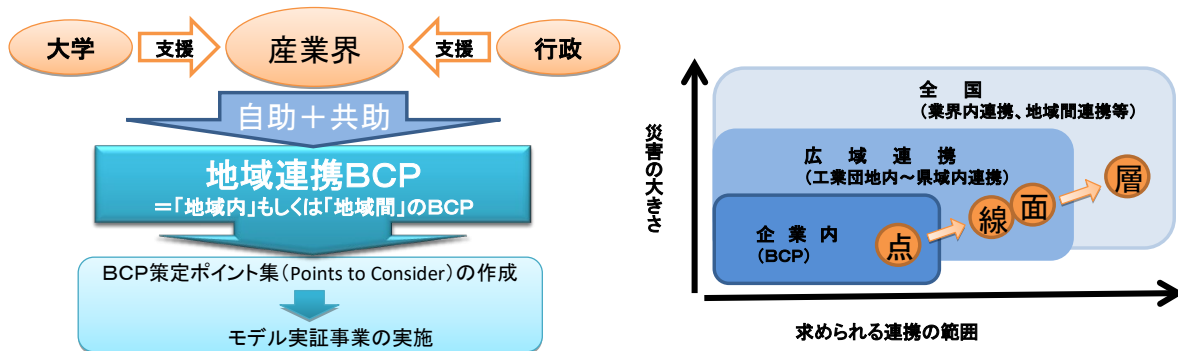 大学
支援
産業界
支援
行政
自助＋共助
地域連携ＢＣＰ
＝「地域内」もしくは「地域間」のＢＣＰ
ＢＣＰ策定ポイント集（Points to Consider）の作成
モデル実証事業の実施
災害の大きさ
全　国
（業界内連携、地域間連携等）
広　域　連　携
（工業団地内～県域内連携）
企　業　内
（ＢＣＰ）
点
線
面
層
求められる連携の範囲